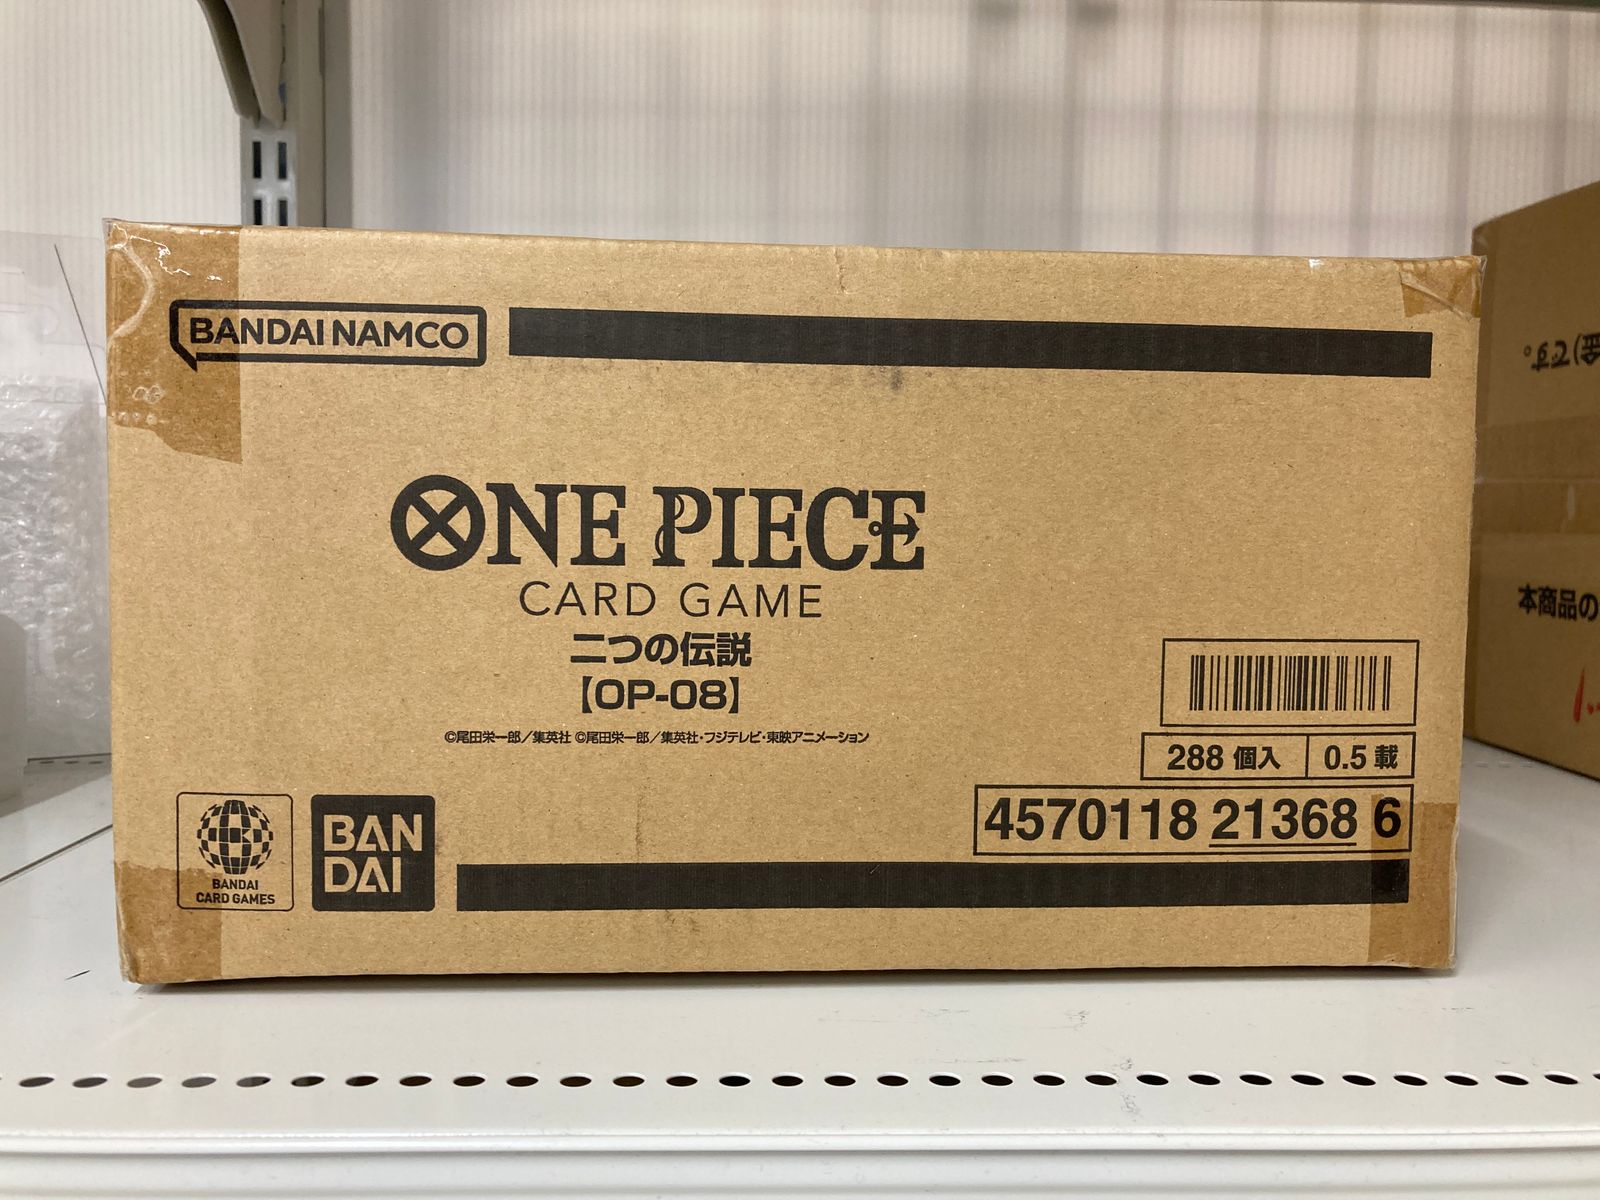 BANDAI NAMCO
ONE PIECE
CARD GAME
二つの伝説
【OP-08】
©尾田栄一郎／集英社 ©尾田栄一郎／集英社・フジテレビ・東映アニメーション
288 個入 0.5 載
4570118 21368 6
BANDAI
CARD GAMES
BAN
DAI
金)です。
本商品の